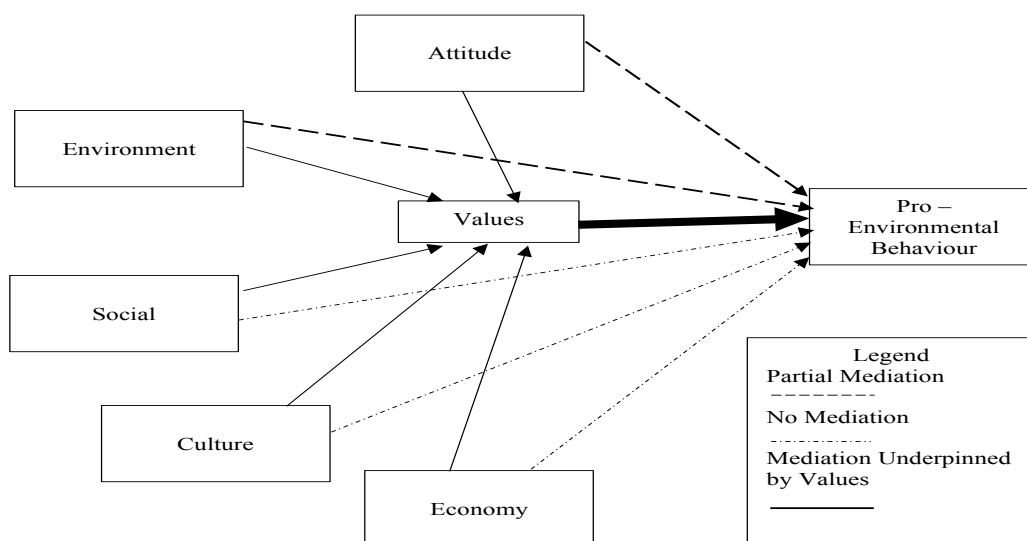 Attitude
Environment
Values
Pro –
Environmental
Behaviour
Social
Culture
Economy
Legend
Partial Mediation
No Mediation
Mediation Underpinned
by Values